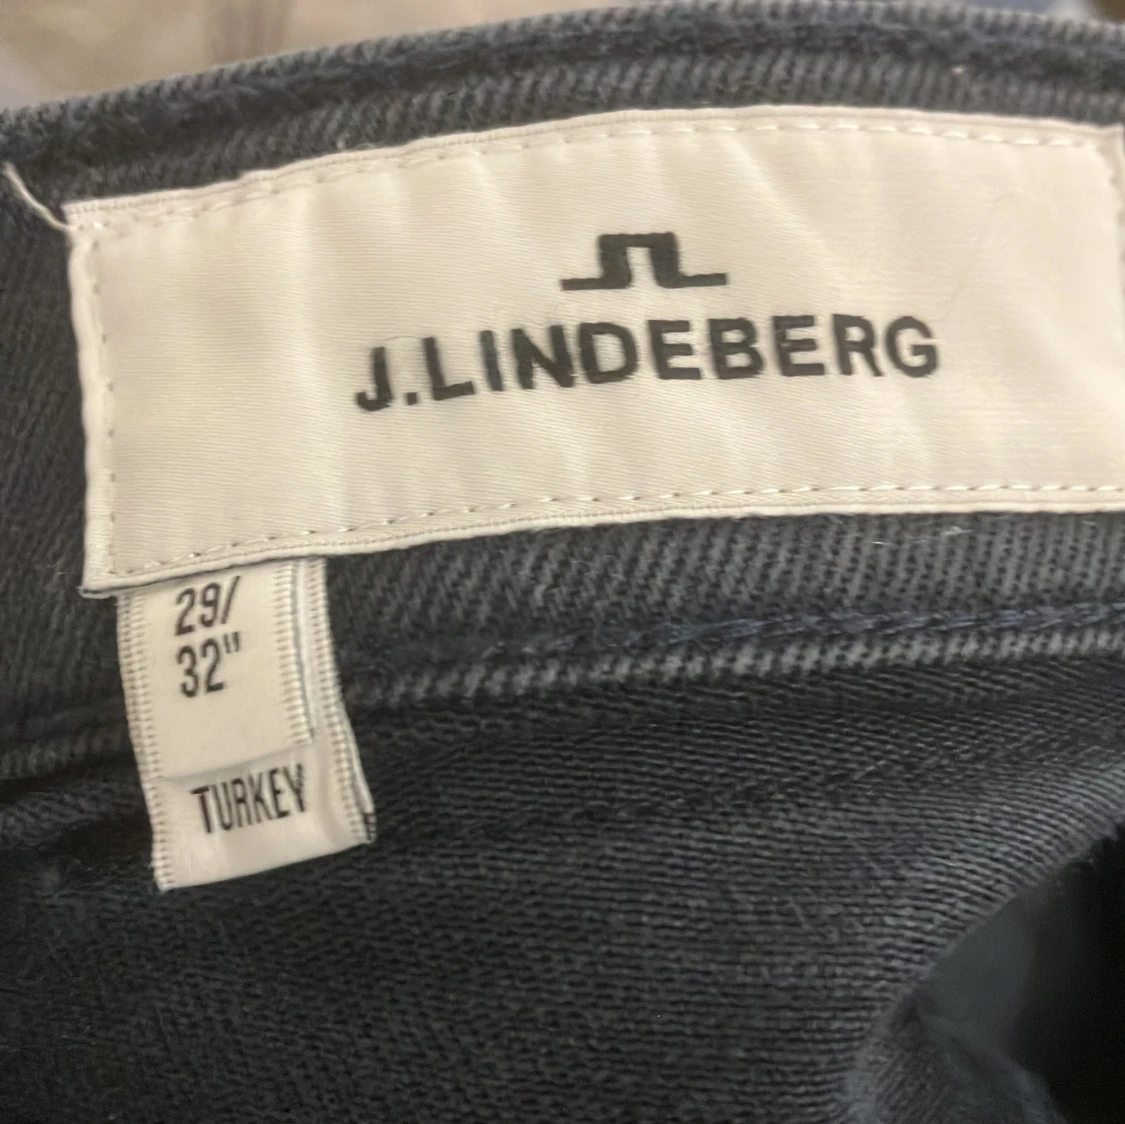 J.LINDEBERG
29/
32"
TURKEY